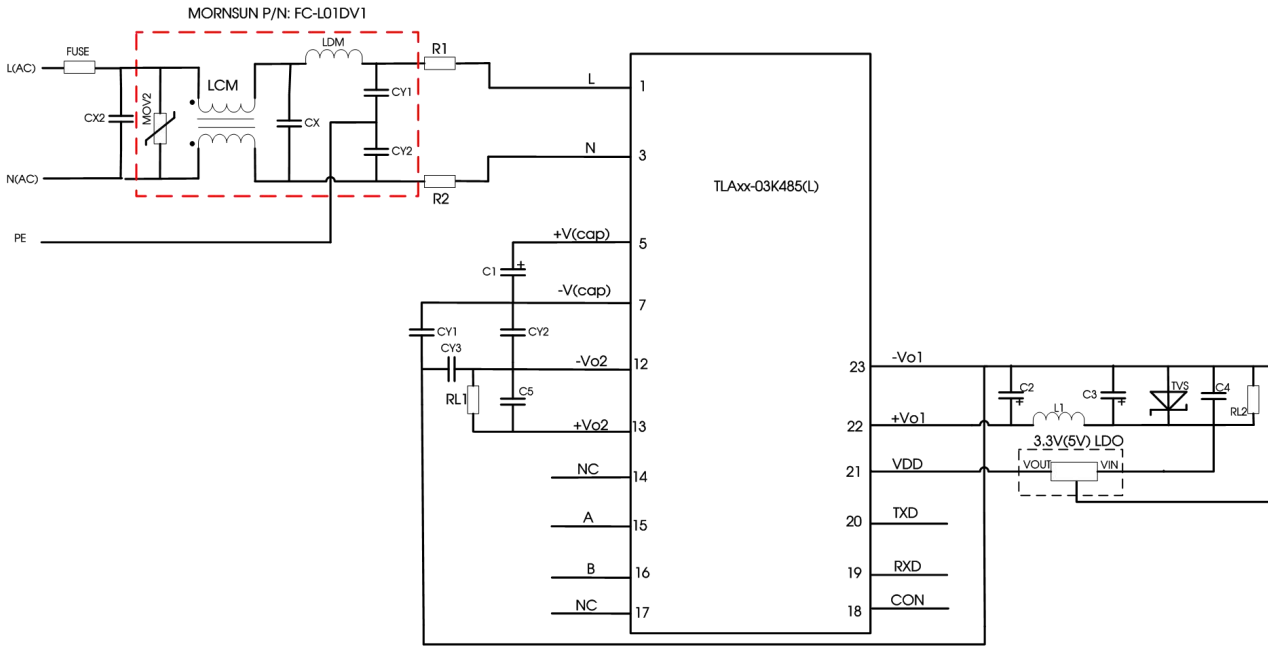 MORNSUN P/N: FC-L01DV1
FUSE
L(AC)
LDM
R1
LCM
L
1
CX2
MOV2
CX
CY1
CY2
N
3
N(AC)
R2
TLAxx-03K485(L)
PE
+V(cap)
5
C1
+
-V(cap)
7
CY1
CY2
CY3
-Vo2
12
RL1
C5
+Vo2
13
NC
14
A
15
B
16
NC
17
23
-Vo1
C2
+
C3
+
TVS
C4
RL2
22
+Vo1
L1
3.3V(5V) LDO
21
VDD
VOUT
VIN
20
TXD
19
RXD
18
CON